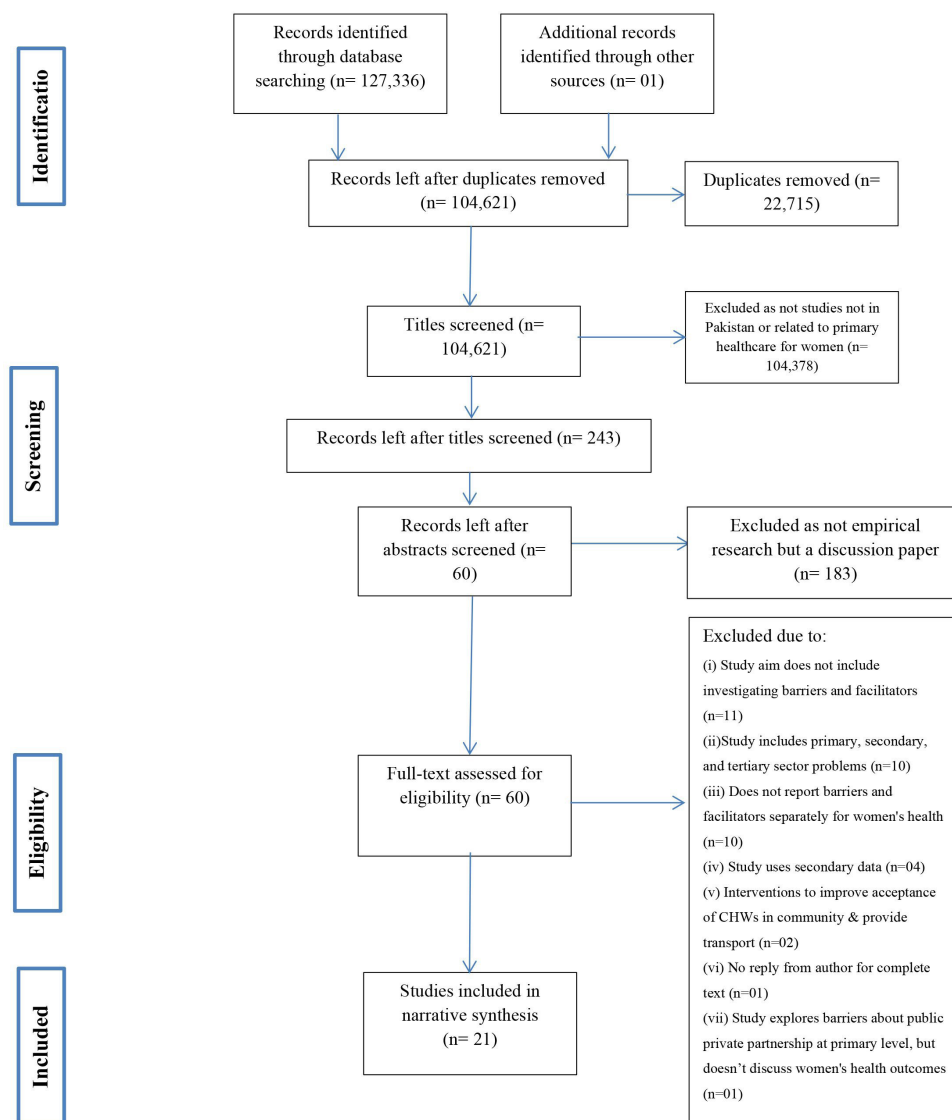 Records identified
through database
searching (n= 127,336)
Additional records
identified through other
sources (n= 01)
Identificatio
Records left after duplicates removed
(n= 104,621)
Duplicates removed (n=
22,715)
Titles screened (n=
104,621)
Excluded as not studies not in
Pakistan or related to primary
healthcare for women (n=
104,378)
Screening
Records left after titles screened (n= 243)
Records left after
abstracts screened (n=
60)
Excluded as not empirical
research but a discussion paper
(n= 183)
Eligibility
Full-text assessed for
eligibility (n= 60)
Excluded due to:
(i) Study aim does not include
investigating barriers and facilitators
(n=11)
(ii)Study includes primary, secondary,
and tertiary sector problems (n=10)
(iii) Does not report barriers and
facilitators separately for women's health
(n=10)
(iv) Study uses secondary data (n=04)
(v) Interventions to improve acceptance
of CHWs in community & provide
transport (n=02)
(vi) No reply from author for complete
text (n=01)
(vii) Study explores barriers about public
private partnership at primary level, but
doesn’t discuss women's health outcomes
(n=01)
Included
Studies included in
narrative synthesis
(n = 21)